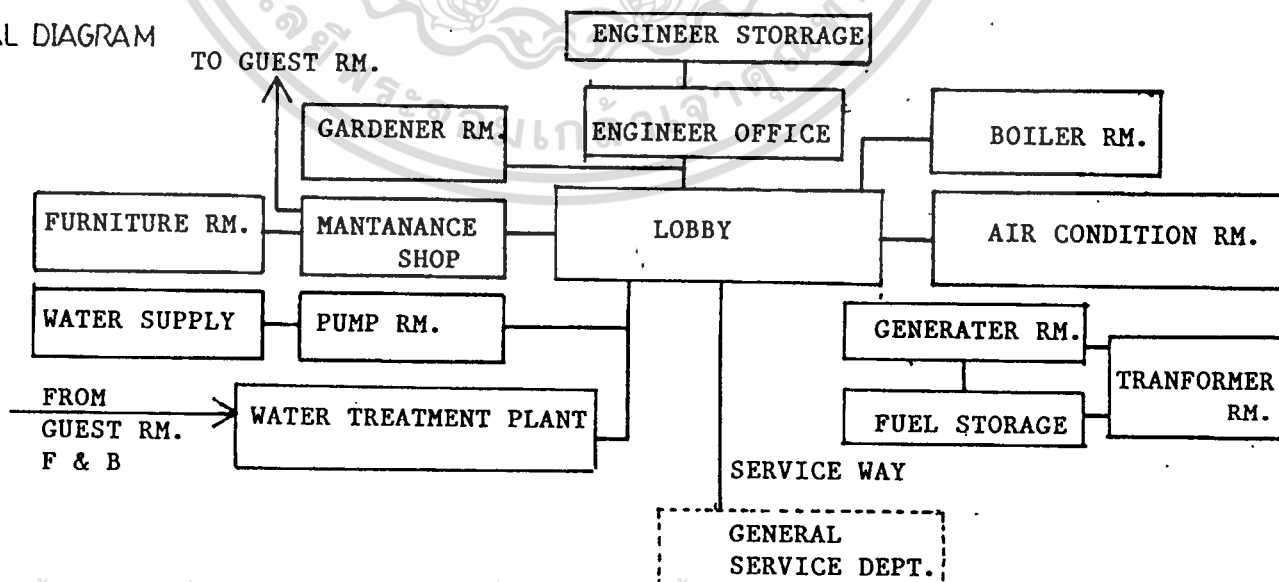 AL DIAGRAM
ENGINEER STORRAGE
TO GUEST RM.
GARDENER RM.
ENGINEER OFFICE
BOILER RM.
FURNITURE RM.
MANTANANCE
SHOP
LOBBY
AIR CONDITION RM.
WATER SUPPLY
PUMP RM.
GENERATER RM.
TRANFORMER
RM.
FROM
GUEST RM.
F & B
WATER TREATMENT PLANT
FUEL STORAGE
SERVICE WAY
GENERAL
SERVICE DEPT.